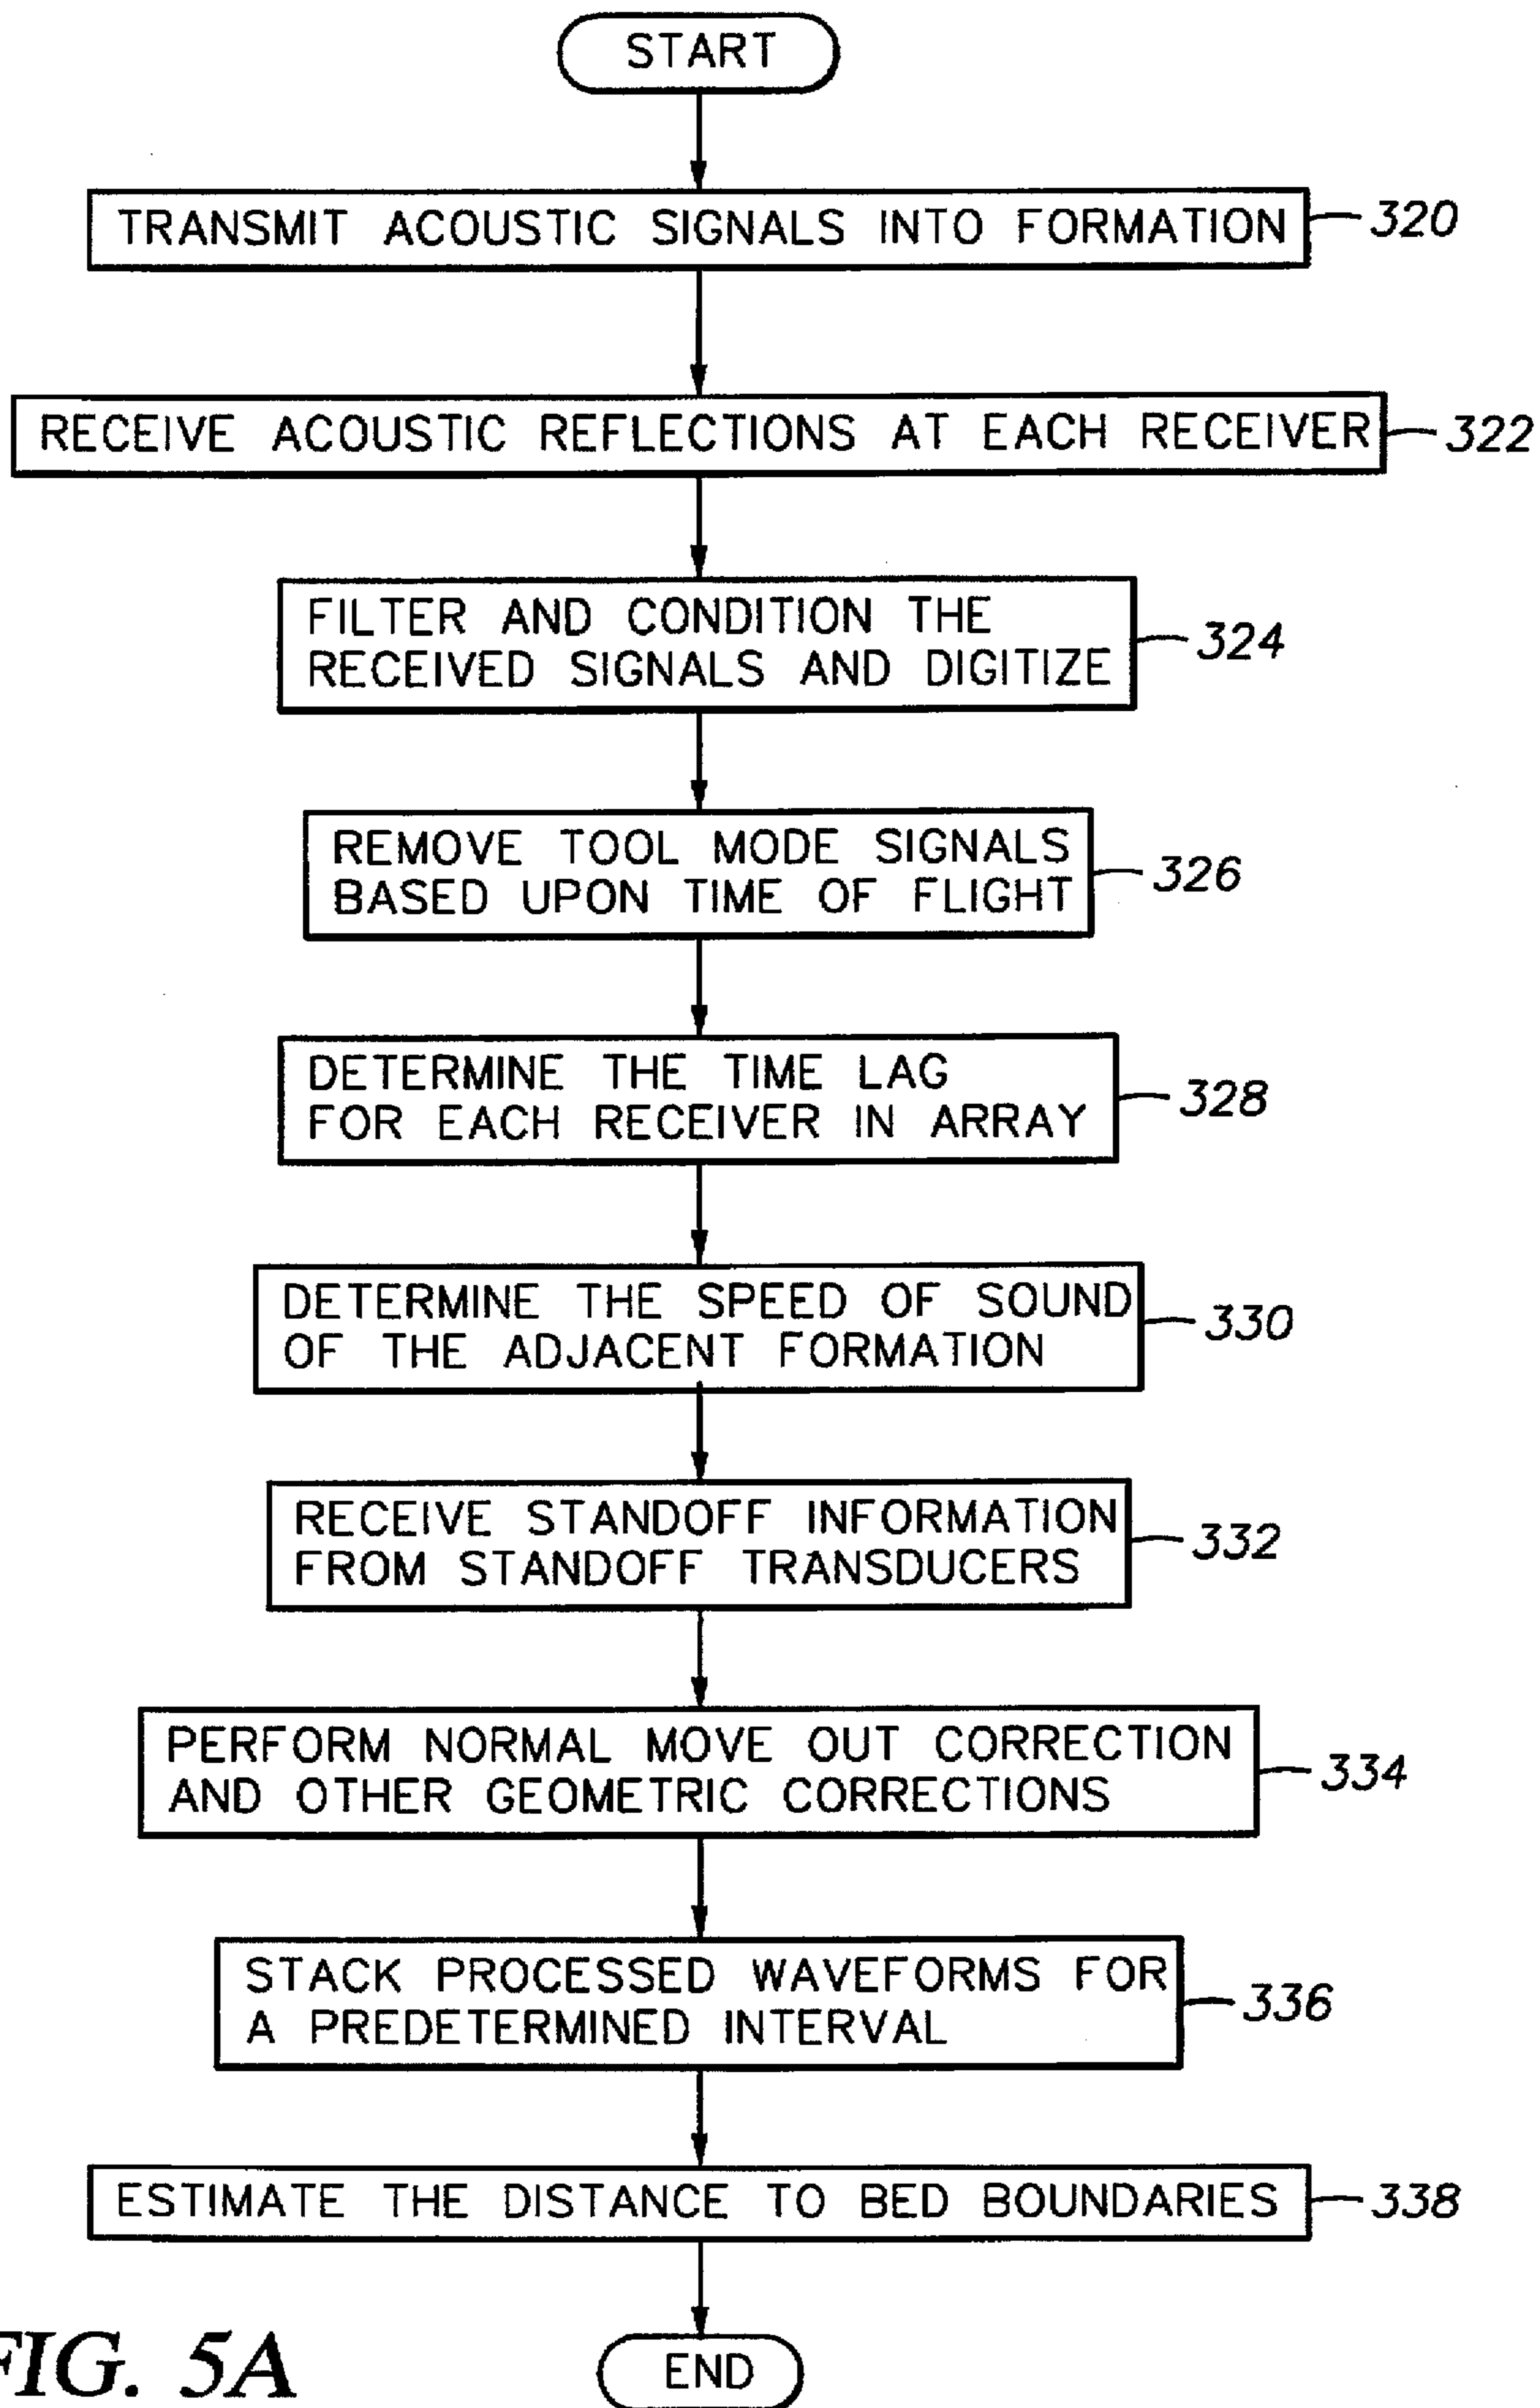 START
TRANSMIT ACOUSTIC SIGNALS INTO FORMATION 320
RECEIVE ACOUSTIC REFLECTIONS AT EACH RECEIVER 322
FILTER AND CONDITION THE
RECEIVED SIGNALS AND DIGITIZE 324
REMOVE TOOL MODE SIGNALS
BASED UPON TIME OF FLIGHT 326
DETERMINE THE TIME LAG
FOR EACH RECEIVER IN ARRAY 328
DETERMINE THE SPEED OF SOUND
OF THE ADJACENT FORMATION 330
RECEIVE STANDOFF INFORMATION
FROM STANDOFF TRANSDUCERS 332
PERFORM NORMAL MOVE OUT CORRECTION
AND OTHER GEOMETRIC CORRECTIONS 334
STACK PROCESSED WAVEFORMS FOR
A PREDETERMINED INTERVAL 336
ESTIMATE THE DISTANCE TO BED BOUNDARIES 338
END
FIG. 5A